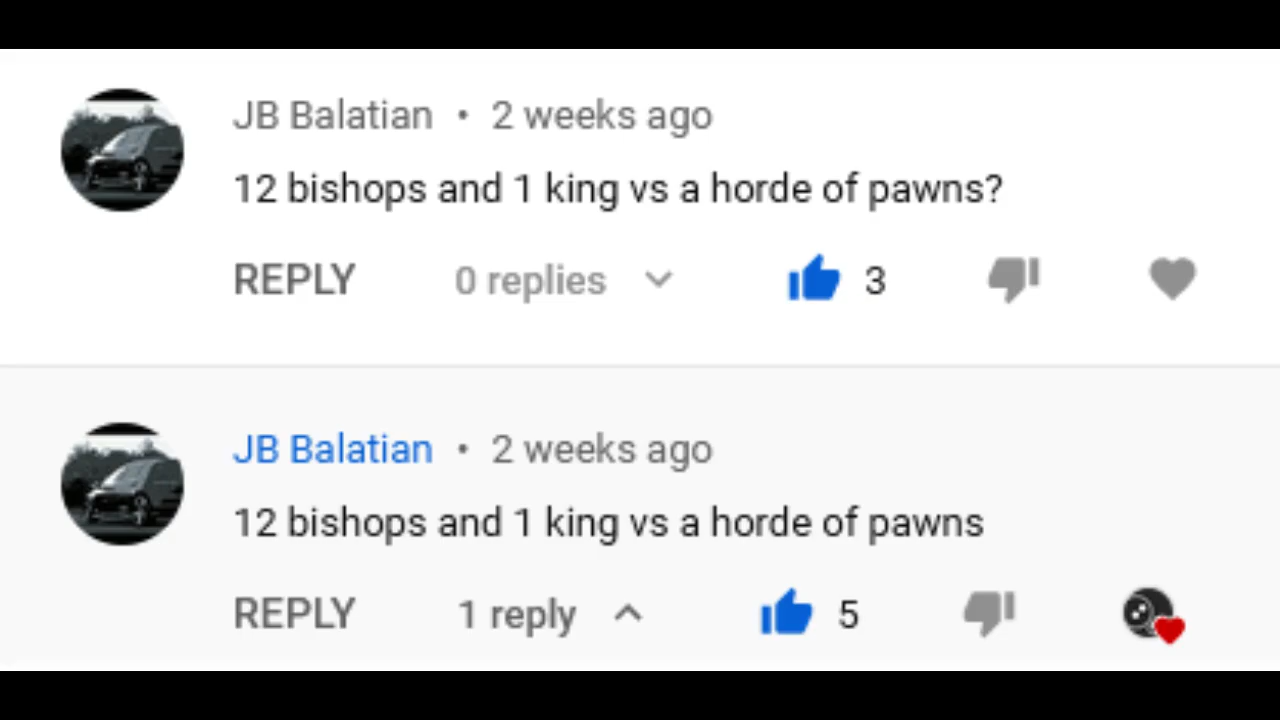 JB Balatian • 2 weeks ago
12 bishops and 1 king vs a horde of pawns?
REPLY 0 replies 3
JB Balatian • 2 weeks ago
12 bishops and 1 king vs a horde of pawns
REPLY 1 reply 5